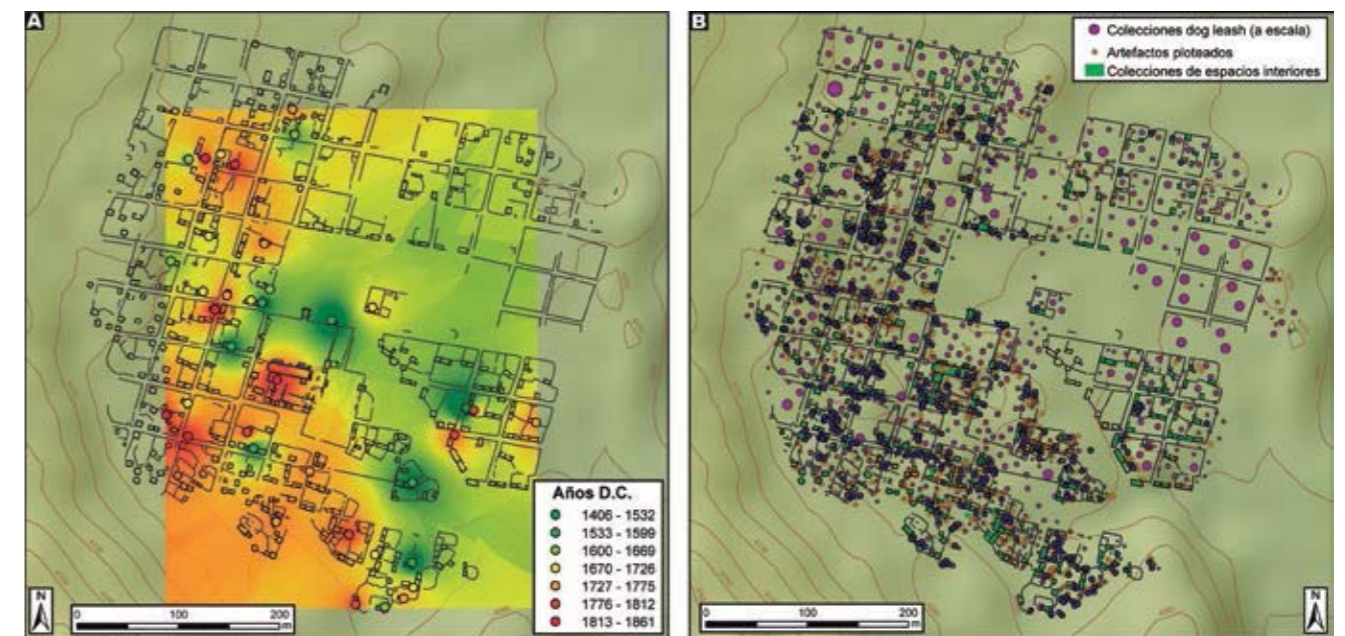 A
Años D.C.
1406 - 1532
1533 - 1599
1600 - 1669
1670 - 1726
1727 - 1775
1776 - 1812
1813 - 1861
N
0 100 200
m
B
Colecciones dog leash (a escala)
Artefactos ploteados
Colecciones de espacios interiores
0 100 200
m
N